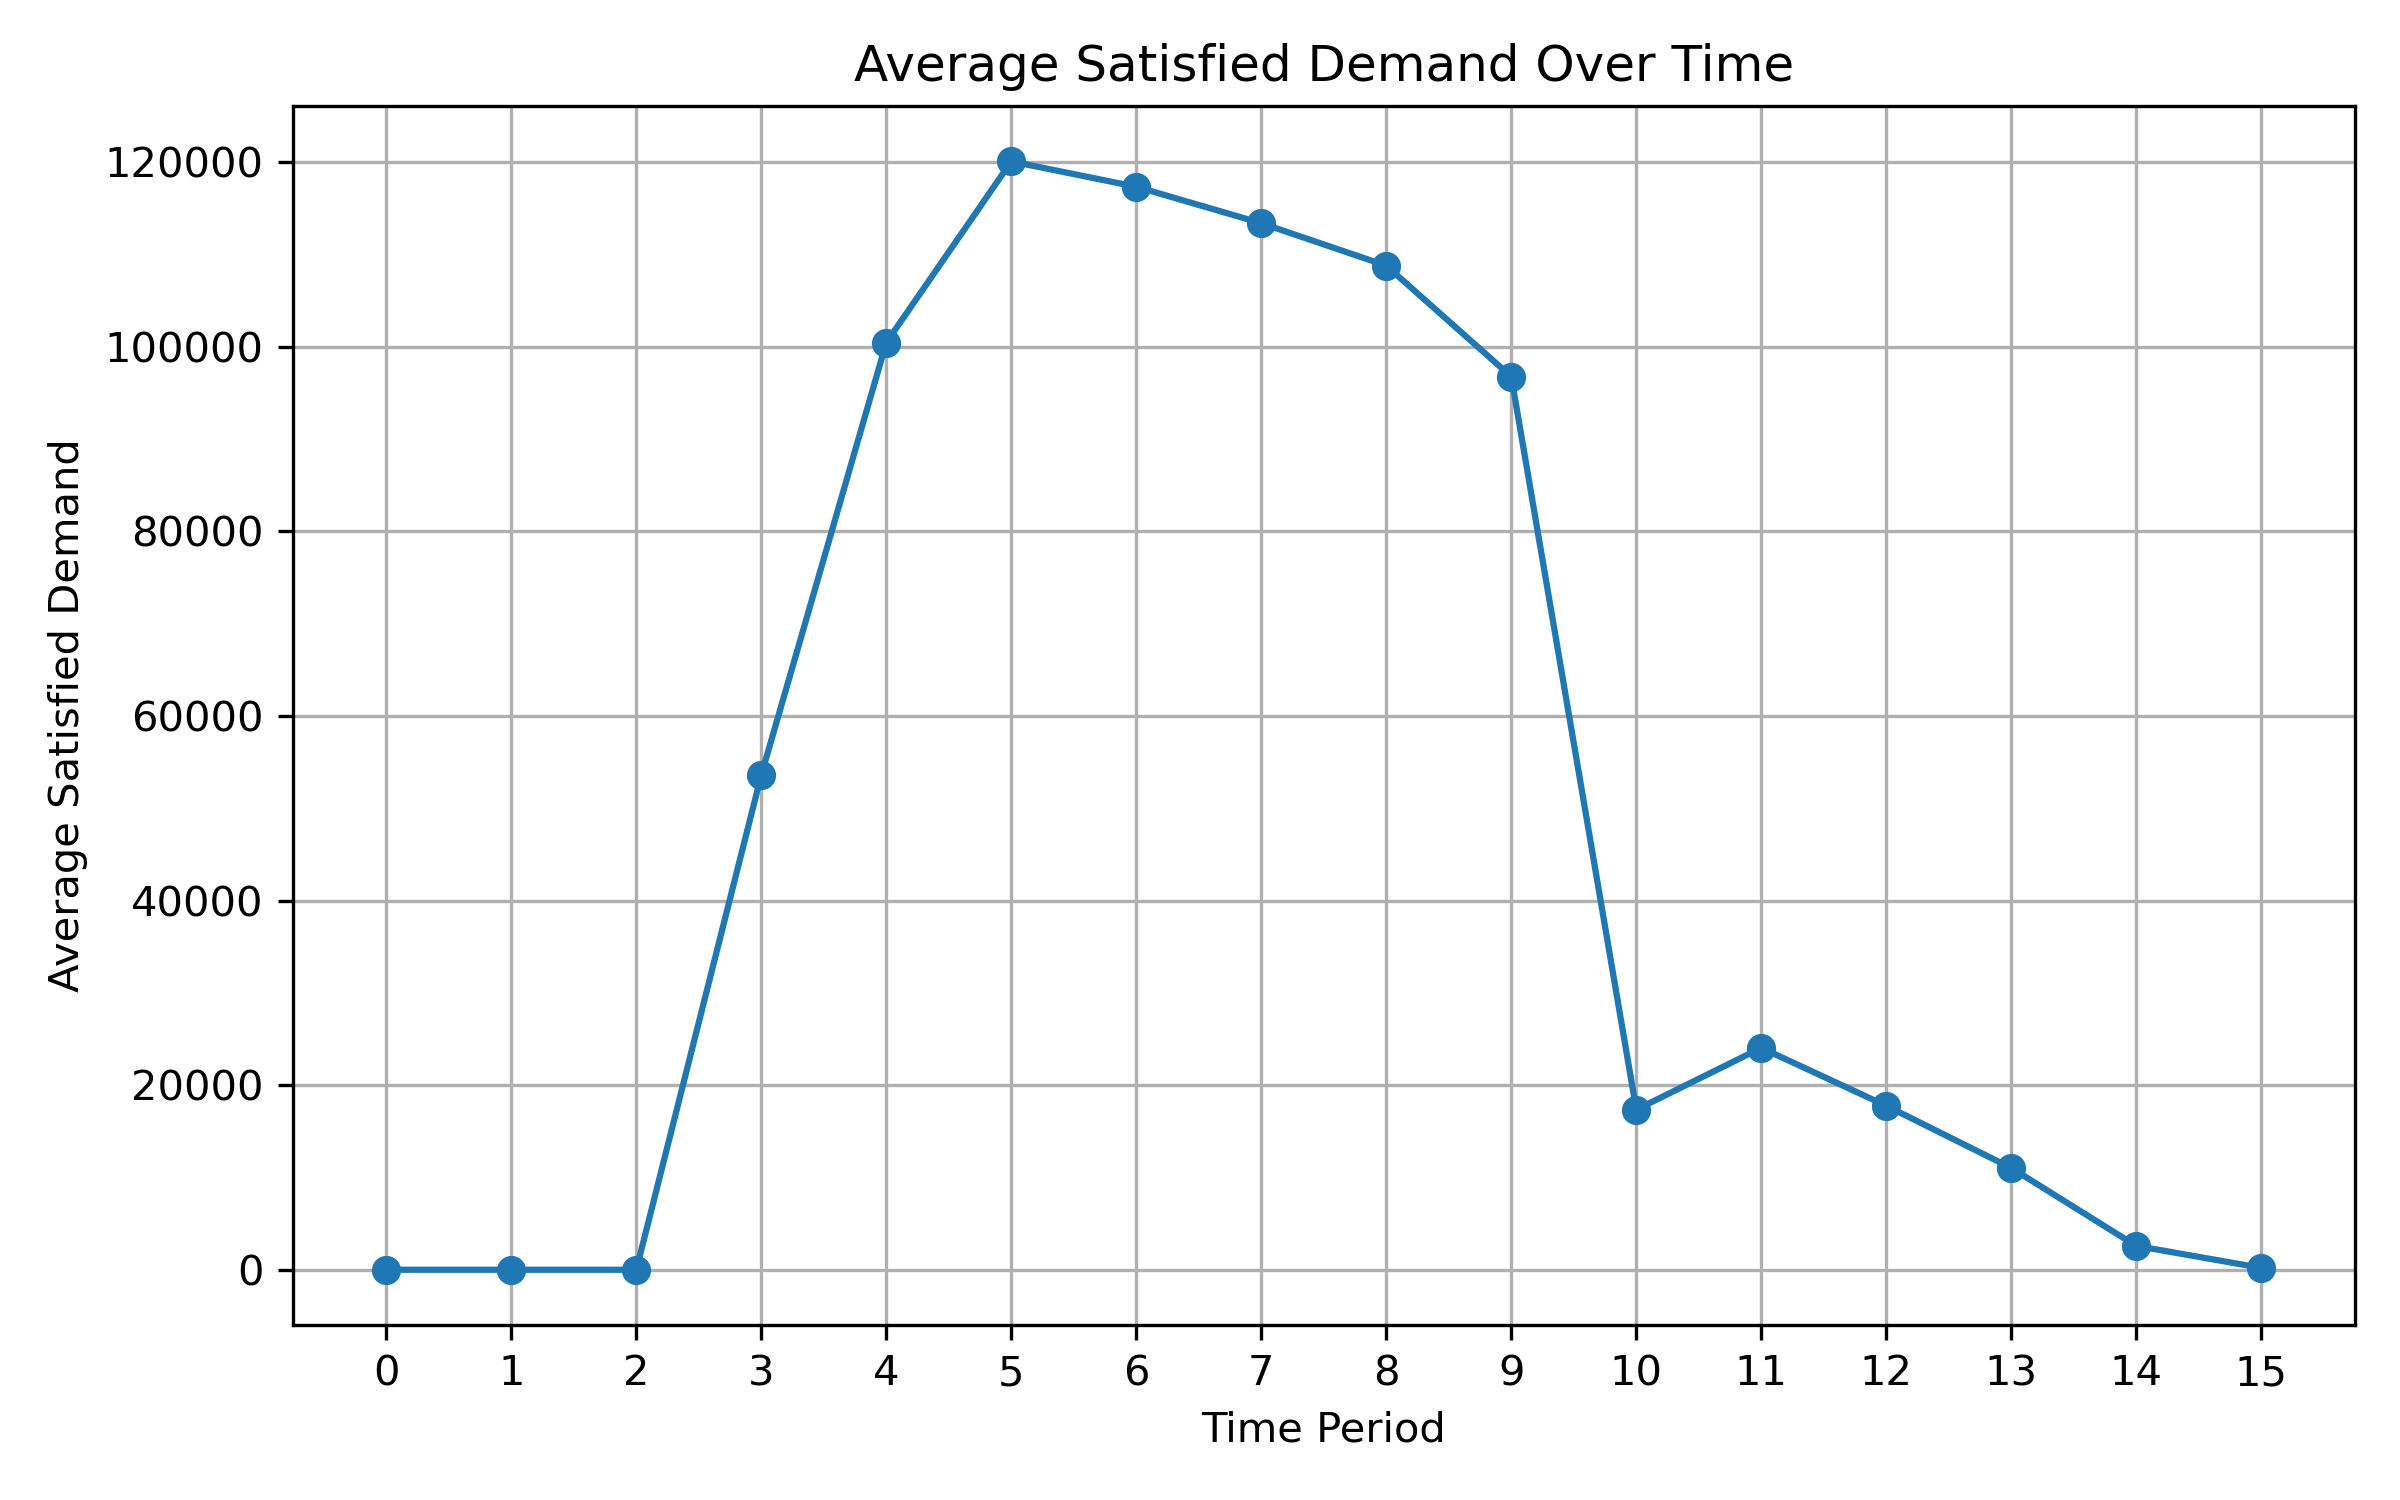 Average Satisfied Demand Over Time
Average Satisfied Demand
120000
100000
80000
60000
40000
20000
0
0 1 2 3 4 5 6 7 8 9 10 11 12 13 14 15
Time Period